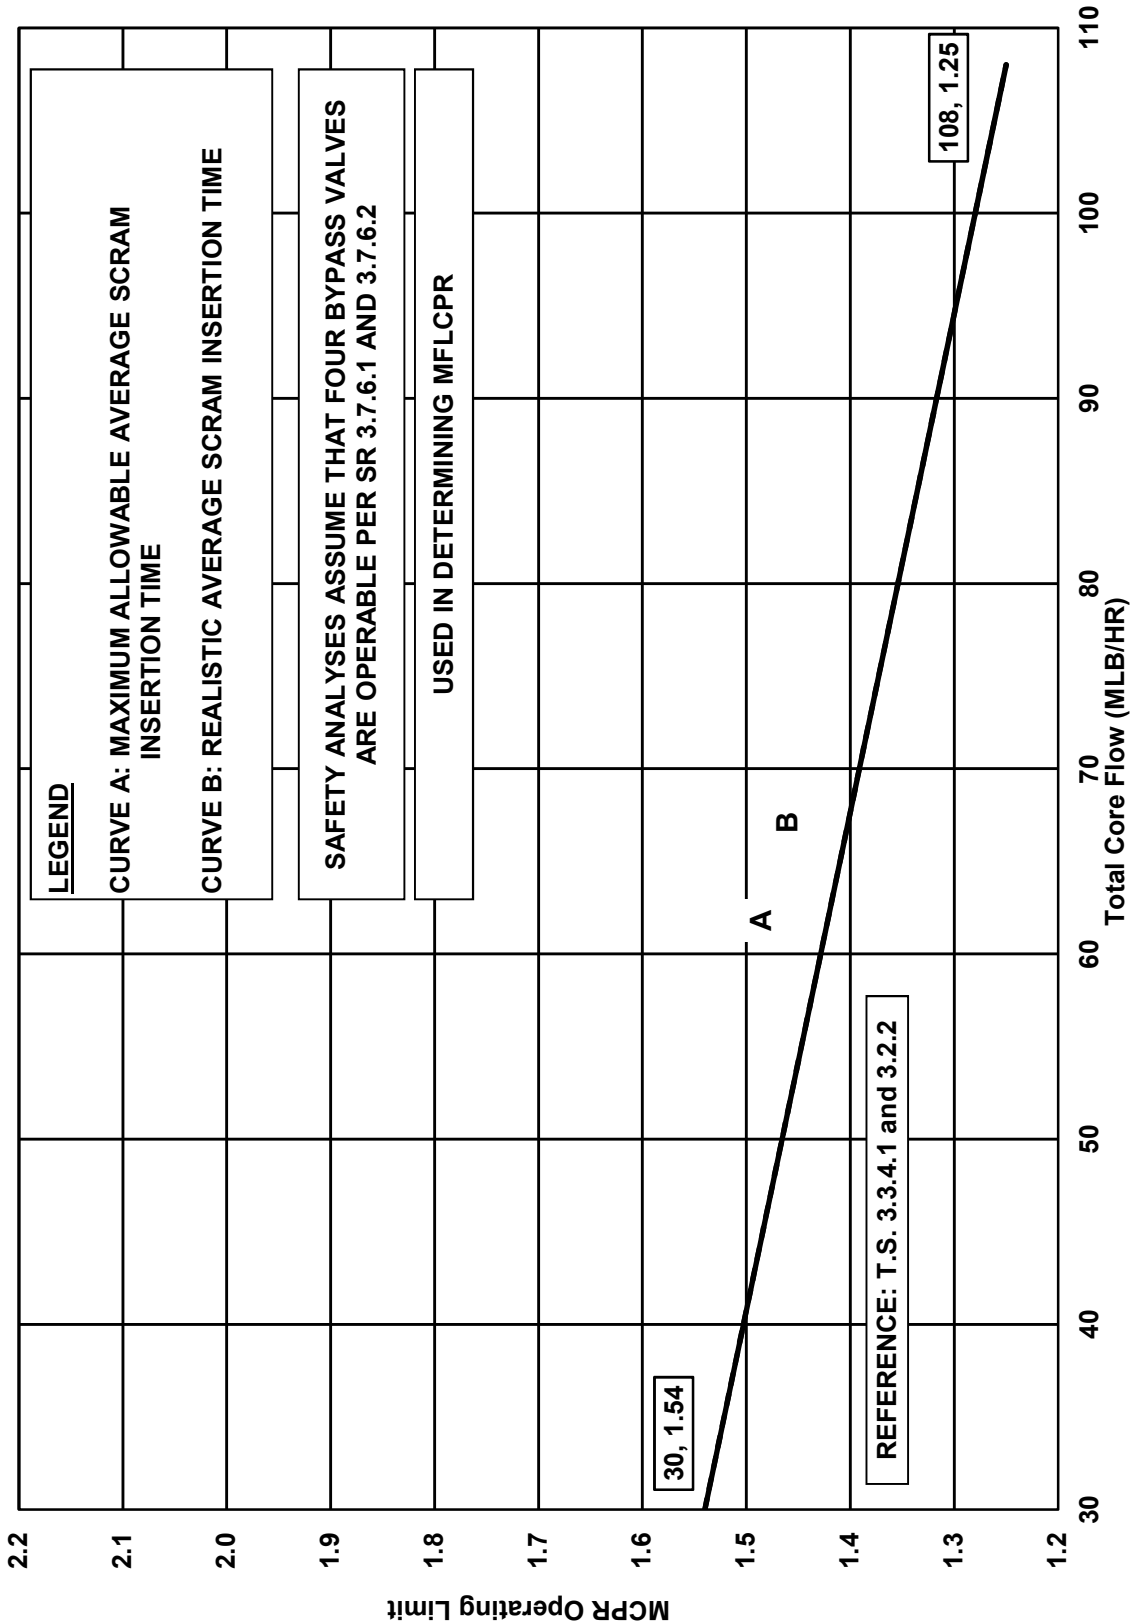 LEGEND
CURVE A: MAXIMUM ALLOWABLE AVERAGE SCRAM
INSERTION TIME
CURVE B: REALISTIC AVERAGE SCRAM INSERTION TIME
SAFETY ANALYSES ASSUME THAT FOUR BYPASS VALVES
ARE OPERABLE PER SR 3.7.6.1 AND 3.7.6.2
USED IN DETERMINING MFLCPR
MCPR Operating Limit
2.2
2.1
2.0
1.9
1.8
1.7
1.6
1.5
1.4
1.3
1.2
30, 1.54
108, 1.25
A
B
REFERENCE: T.S. 3.3.4.1 and 3.2.2
30
40
50
60
70
80
90
100
110
Total Core Flow (MLB/HR)